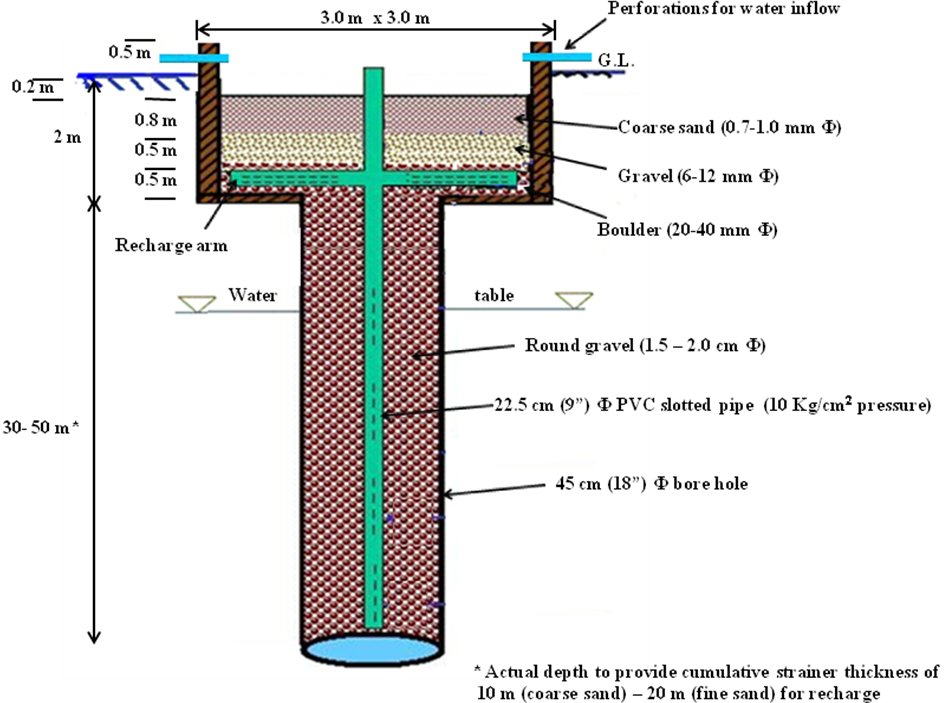 3.0 m x 3.0 m
Perforations for water inflow
0.5 m
G.L.
0.2 m
0.8 m
Coarse sand (0.7-1.0 mm Φ)
2 m
0.5 m
Gravel (6-12 mm Φ)
0.5 m
Boulder (20-40 mm Φ)
Recharge arm
Water table
Round gravel (1.5 – 2.0 cm Φ)
22.5 cm (9”) Φ PVC slotted pipe (10 Kg/cm² pressure)
30- 50 m*
45 cm (18”) Φ bore hole
* Actual depth to provide cumulative strainer thickness of
10 m (coarse sand) – 20 m (fine sand) for recharge